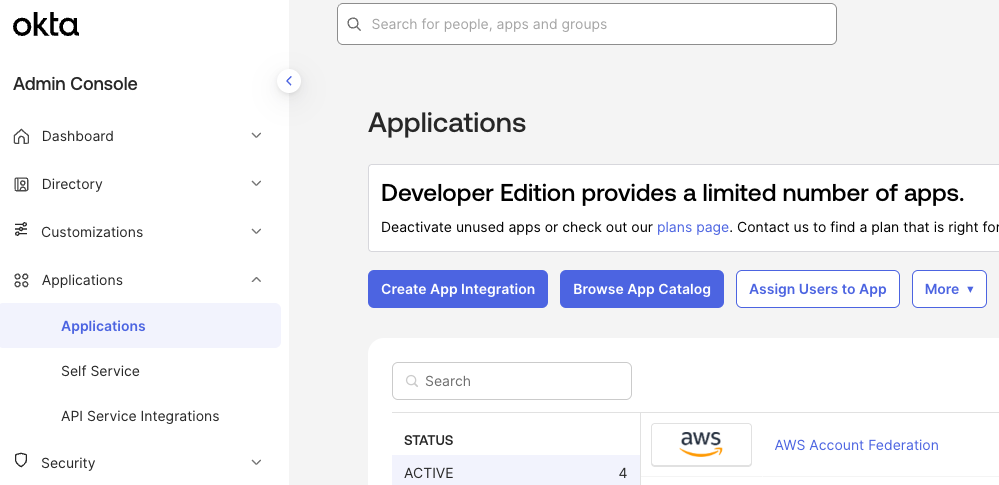 okta
Search for people, apps and groups
Admin Console
Dashboard
Directory
Customizations
Applications
Applications
Self Service
API Service Integrations
Security
Applications
Developer Edition provides a limited number of apps.
Deactivate unused apps or check out our plans page. Contact us to find a plan that is right for
Create App Integration
Browse App Catalog
Assign Users to App
More
Search
STATUS
ACTIVE 4
aws
AWS Account Federation